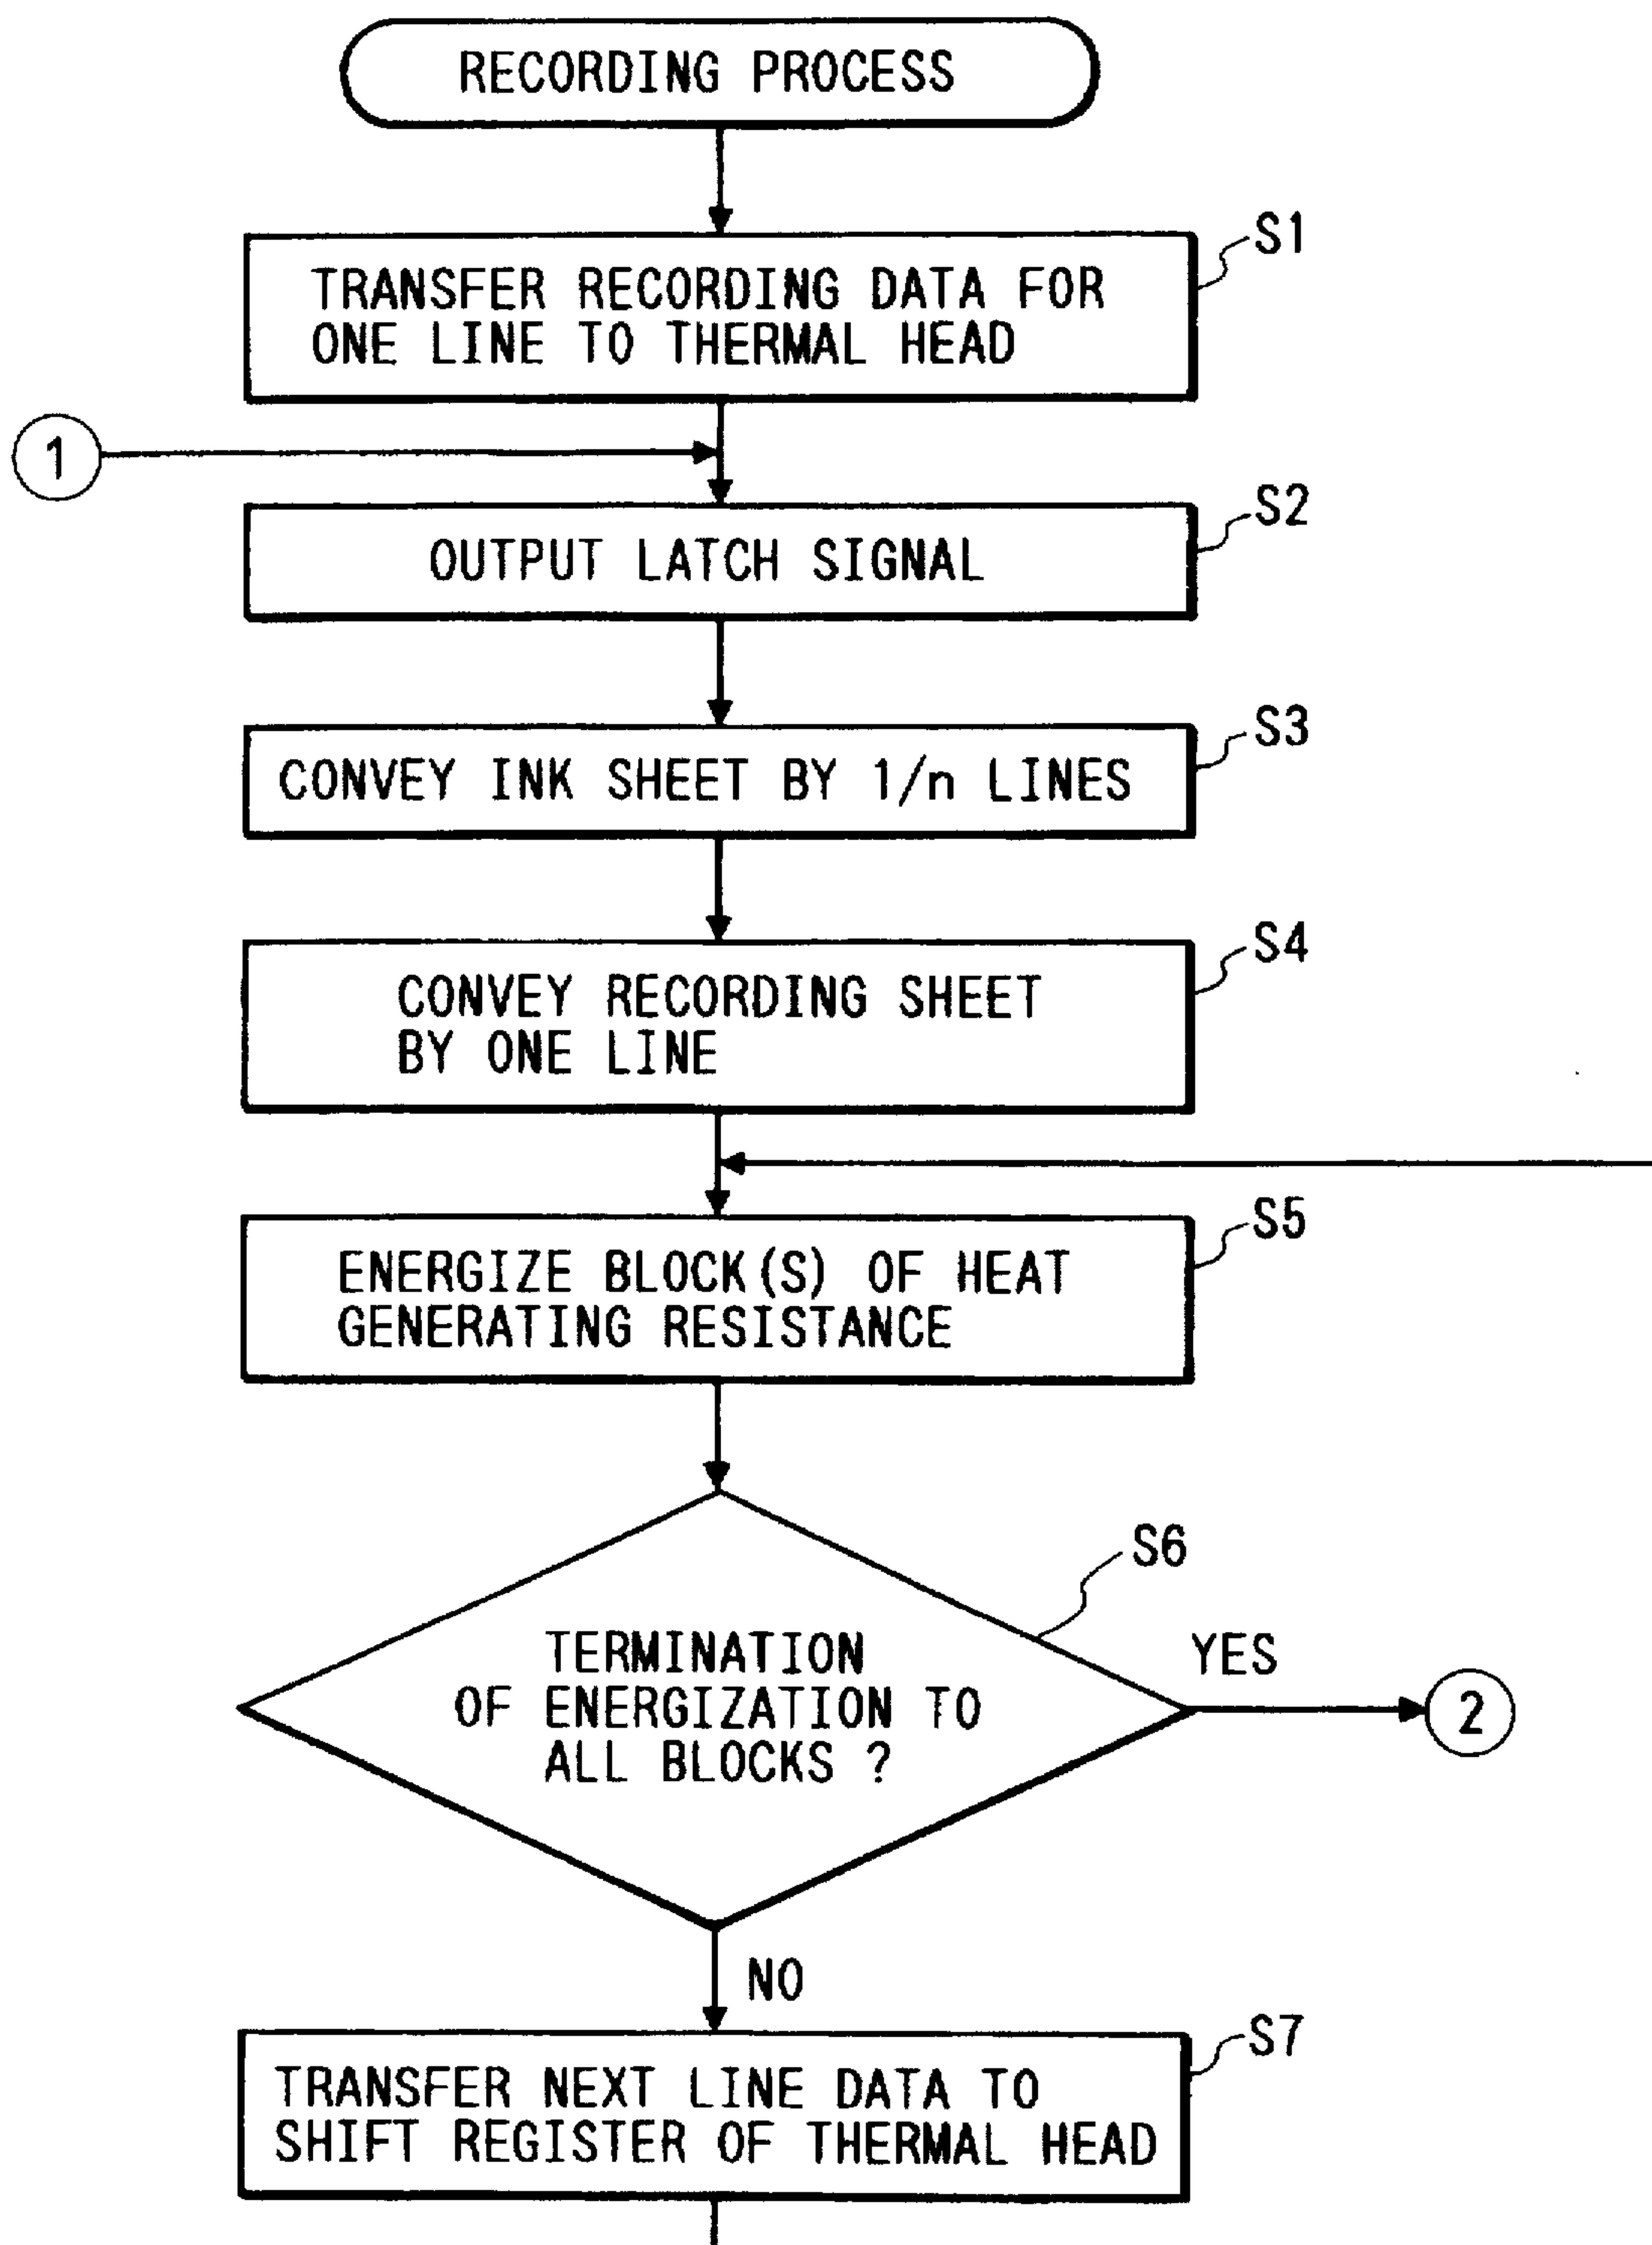 RECORDING PROCESS
S1
TRANSFER RECORDING DATA FOR
ONE LINE TO THERMAL HEAD
1
S2
OUTPUT LATCH SIGNAL
S3
CONVEY INK SHEET BY 1/n LINES
S4
CONVEY RECORDING SHEET
BY ONE LINE
S5
ENERGIZE BLOCK(S) OF HEAT
GENERATING RESISTANCE
S6
TERMINATION
OF ENERGIZATION TO
ALL BLOCKS ?
YES
2
NO
S7
TRANSFER NEXT LINE DATA TO
SHIFT REGISTER OF THERMAL HEAD